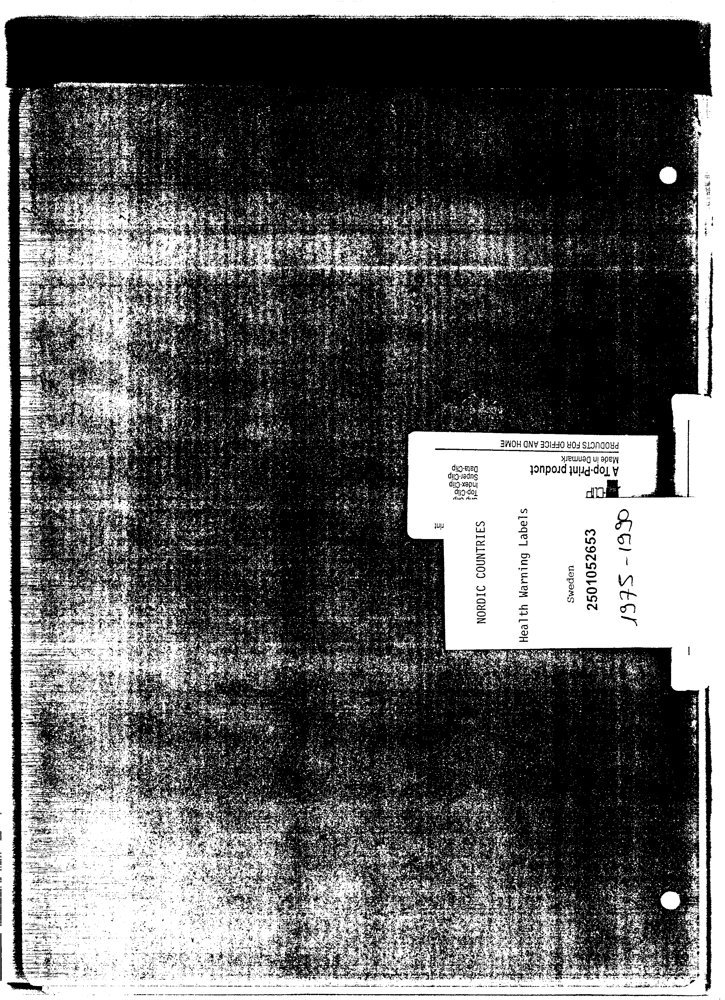 NORDIC COUNTRIES
Health Warning Labels
Sweden
2501052653
1975-1990
PRODUCTS FOR OFFICE AND HOME
Made in Denmark
A Top-Print product
Top-Clip
Index-Clip
Super-Clip
Data-Clip